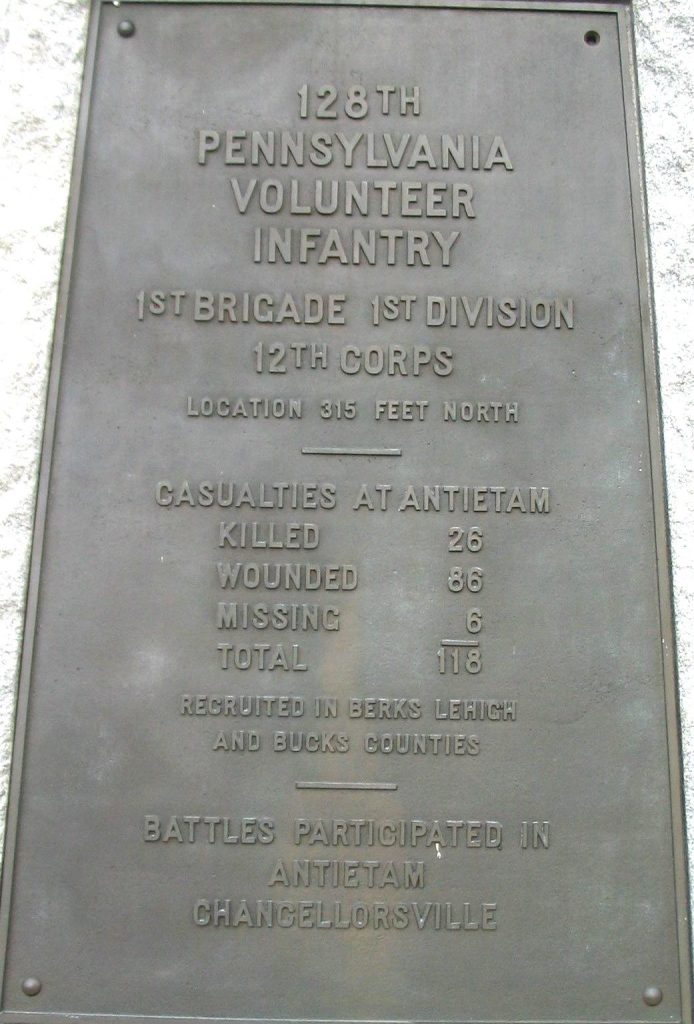 128TH
PENNSYLVANIA
VOLUNTEER
INFANTRY
1ST BRIGADE 1ST DIVISION
12TH CORPS
LOCATION 315 FEET NORTH
CASUALTIES AT ANTIETAM
KILLED 26
WOUNDED 86
MISSING 6
TOTAL 118
RECRUITED IN BERKS LEHIGH
AND BUCKS COUNTIES
BATTLES PARTICIPATED IN
ANTIETAM
CHANCELLORSVILLE